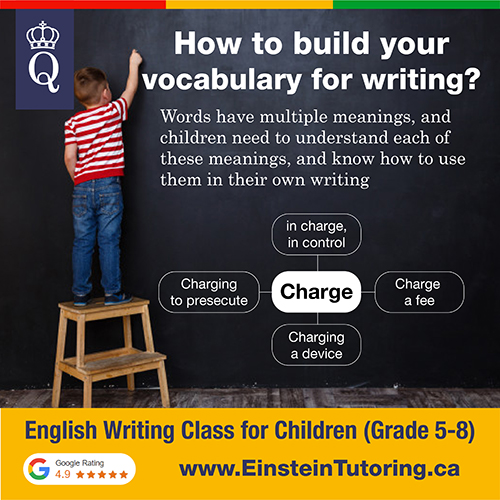 Q
How to build your
vocabulary for writing?
Words have multiple meanings, and
children need to understand each of
these meanings, and know how to use
them in their own writing
in charge,
in control
Charging
to presecute
Charge
Charge
a fee
Charging
a device
English Writing Class for Children (Grade 5-8)
G
Google Rating
4.9
www.EinsteinTutoring.ca